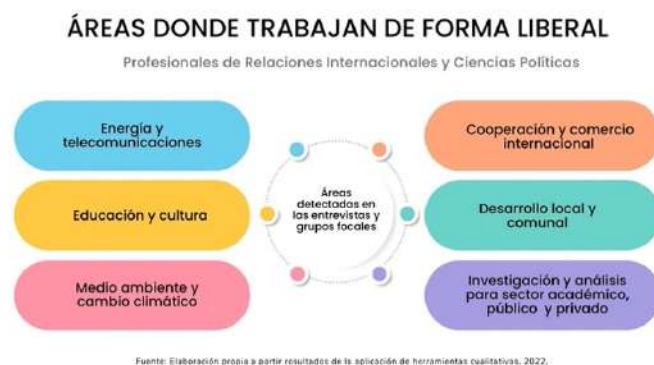 ÁREAS DONDE TRABAJAN DE FORMA LIBERAL
Profesionales de Relaciones Internacionales y Ciencias Políticas
Energía y
telecomunicaciones
Educación y cultura
Medio ambiente y
cambio climático
Áreas
detectadas en
las entrevistas y
grupos focales
Cooperación y comercio
internacional
Desarrollo local y
comunal
Investigación y análisis
para sector académico,
público y privado
Fuente: Elaboración propia a partir resultados de la aplicación de herramientas cualitativas, 2022.